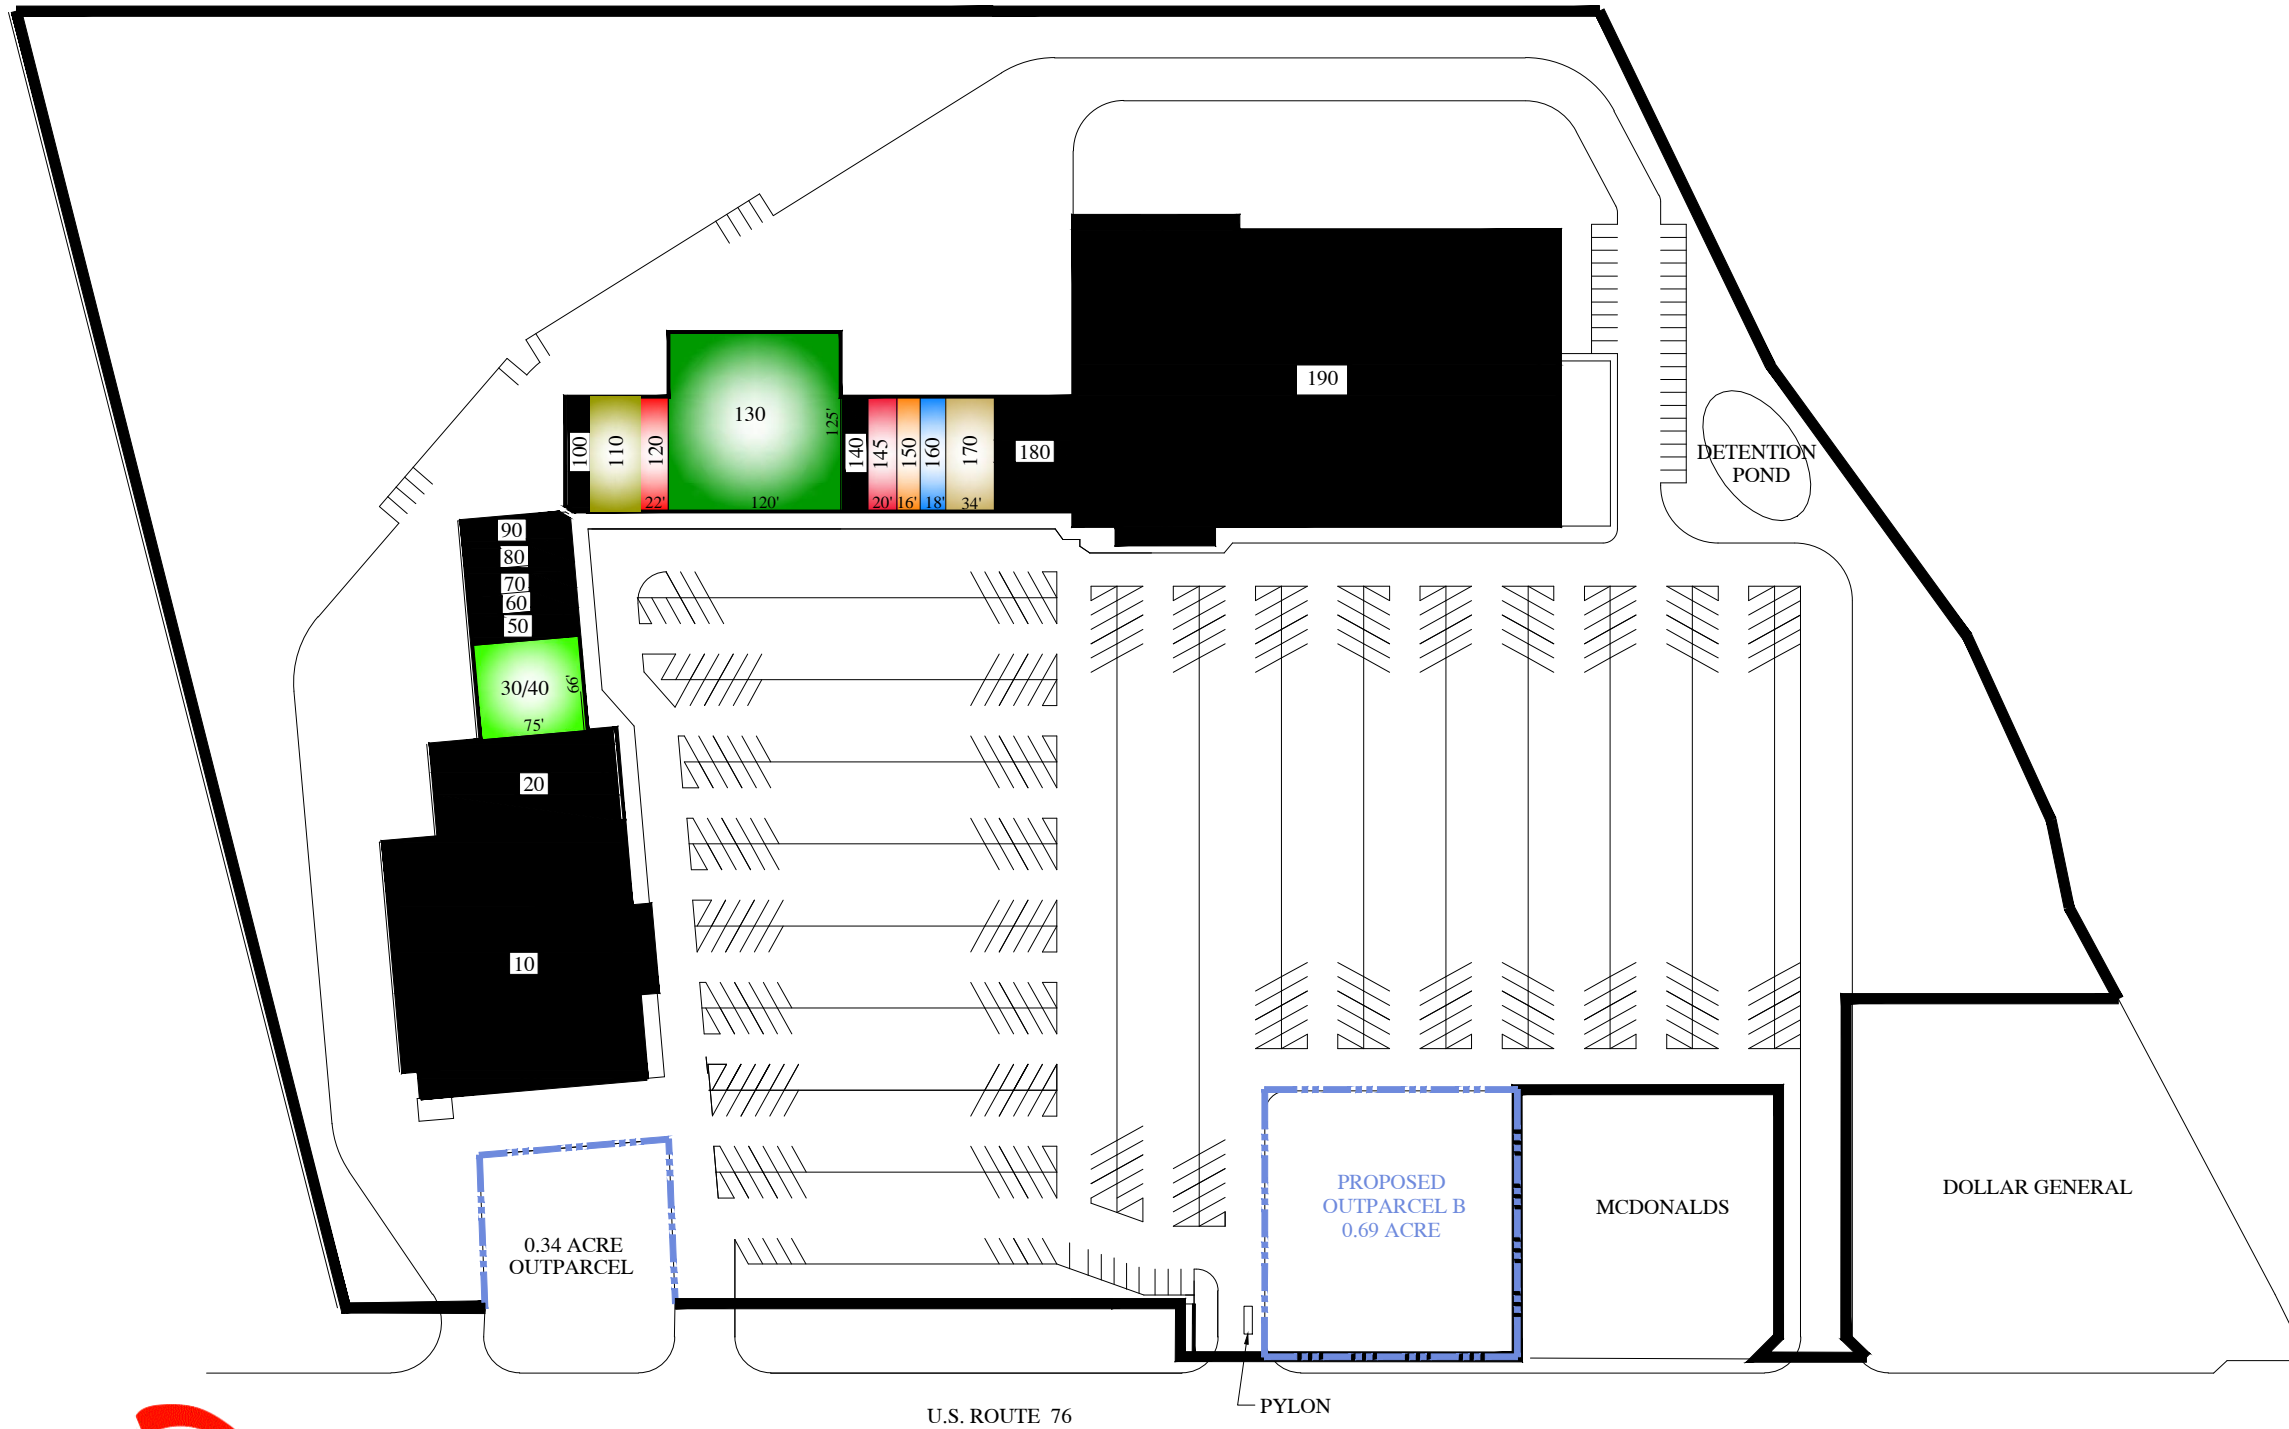 190
130
125'
100
110
120
140
145
150
160
170
180
22'
120'
20'
16'
18'
34'
DETENTION
POND
90
80
70
60
50
30/40
66'
75'
20
10
PROPOSED
OUTPARCEL B
0.69 ACRE
MCDONALDS
DOLLAR GENERAL
0.34 ACRE
OUTPARCEL
PYLON
U.S. ROUTE 76